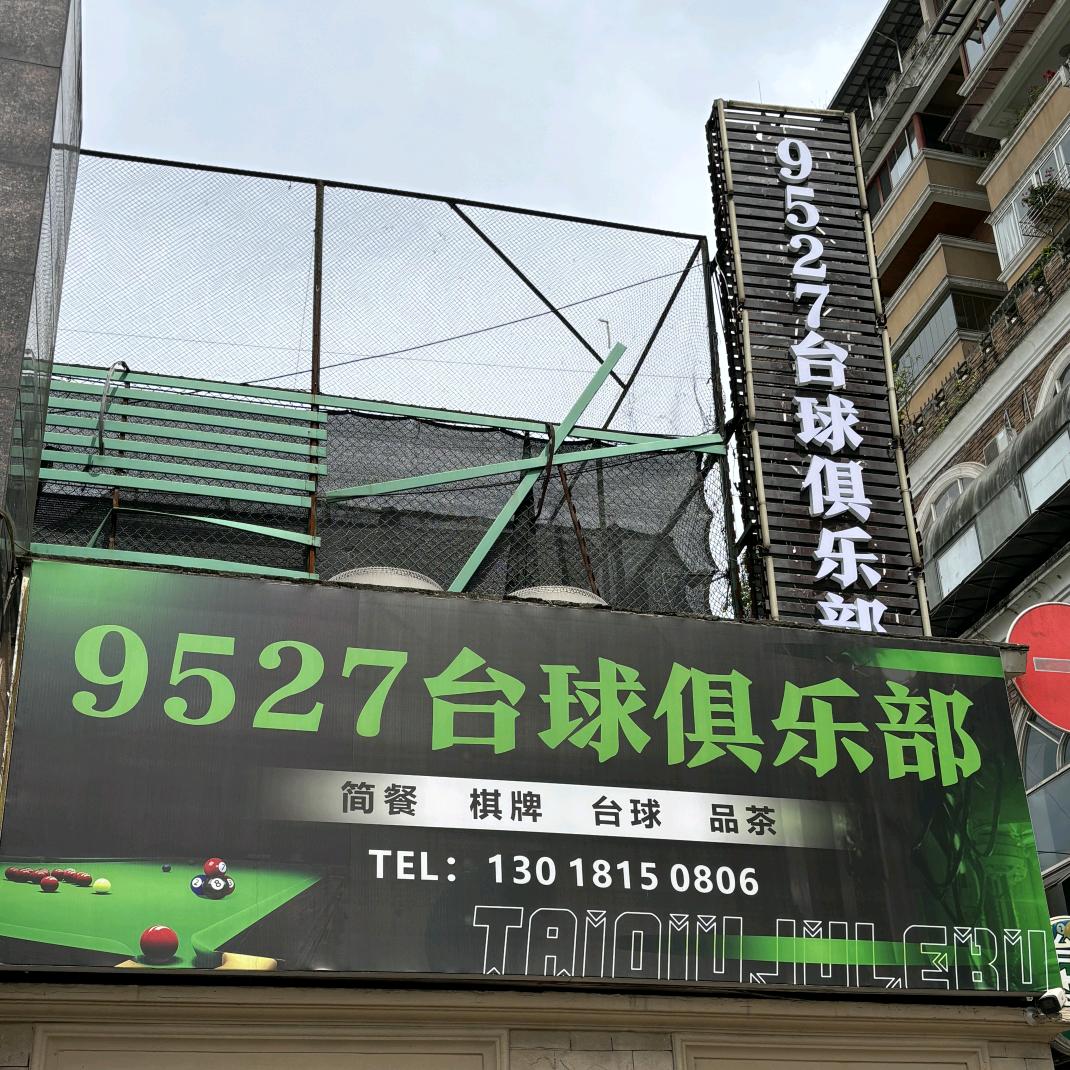 9527台球俱乐部
9527台球俱乐部
简餐 棋牌 台球 品茶
TEL: 130 1815 0806
TAIQIUJULEBU